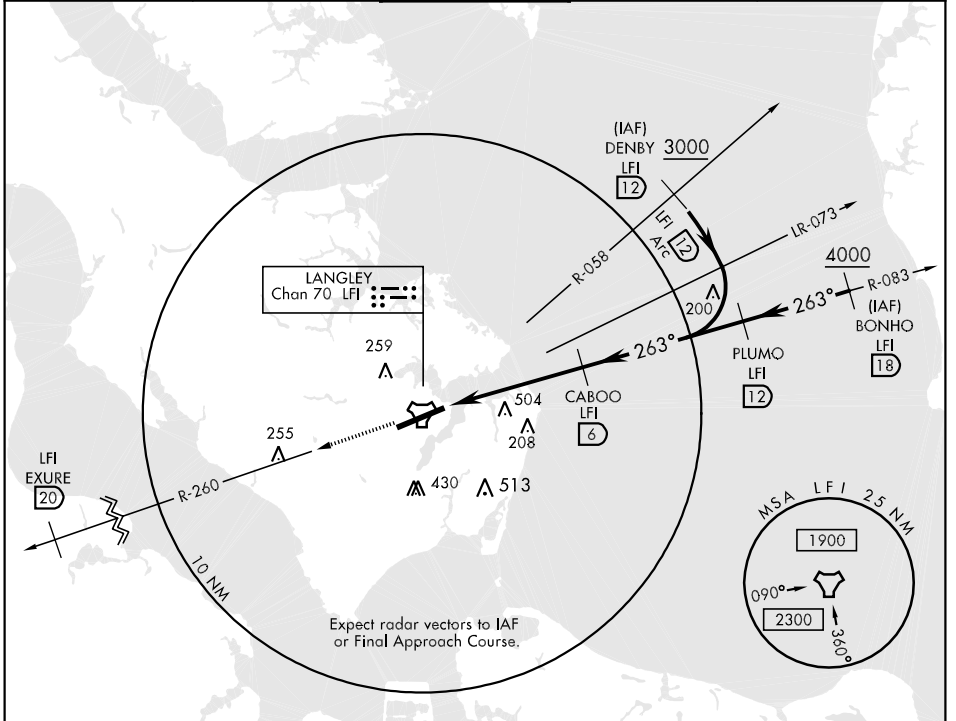 (IAF)
DENBY
LFI
12
3000
LFI
12
Arc
R-058
LR-073
4000
R-083
(IAF)
BONHO
LFI
18
263°
200
263°
PLUMO
LFI
12
LANGLEY
Chan 70 LFI
259
CABOO
LFI
6
504
208
255
430
513
LFI
EXURE
20
R-260
10 NM
Expect radar vectors to IAF
or Final Approach Course.
MSA LFI 25 NM
1900
090°
2300
360°